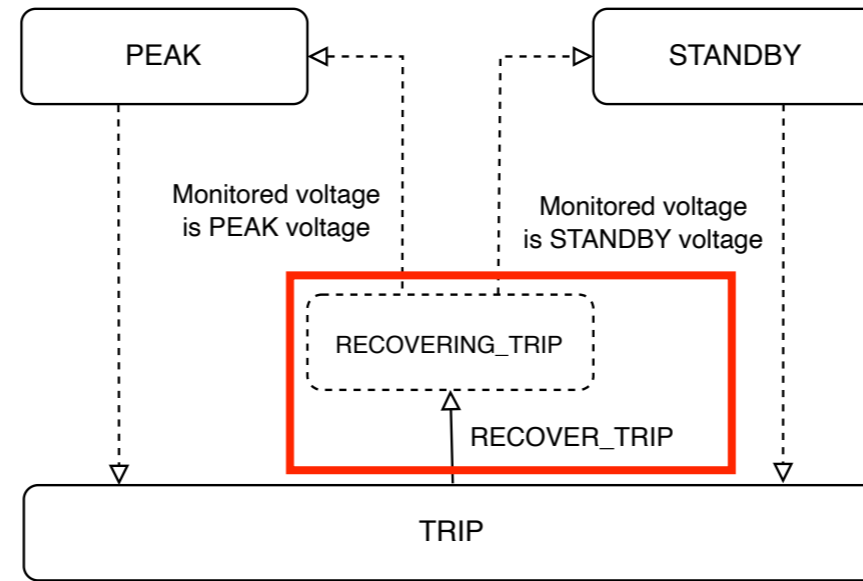 PEAK
STANDBY
Monitored voltage
is PEAK voltage
Monitored voltage
is STANDBY voltage
RECOVERING_TRIP
RECOVER_TRIP
TRIP